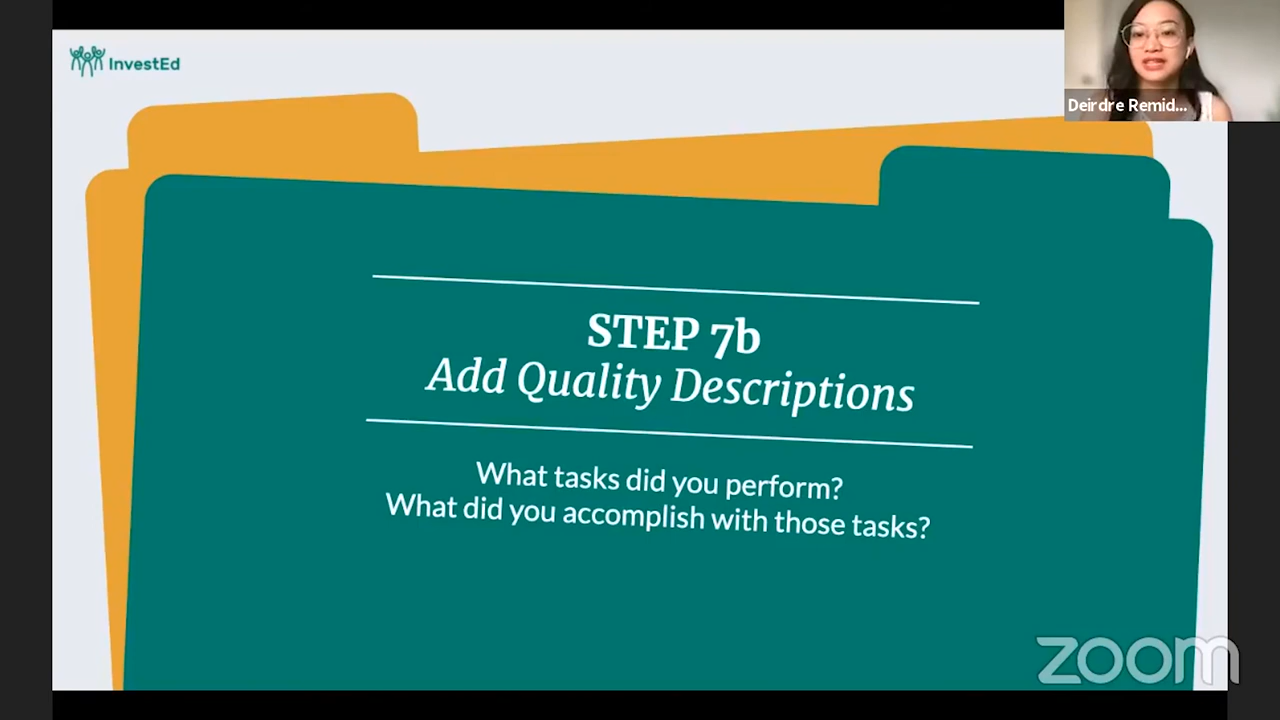 InvestEd
Deirdre Remid...
STEP 7b
Add Quality Descriptions
What tasks did you perform?
What did you accomplish with those tasks?
zoom